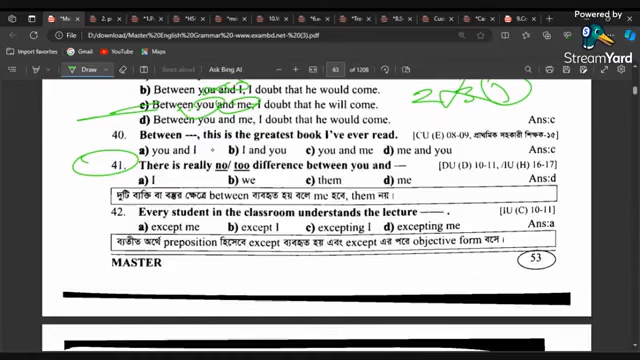 Powered by
StreamYard
File
C:/Users/md/Desktop/Master%20English%20Grammar%20-www.exambd.net-%20(3).pdf
Import favorites
Gmail
YouTube
Maps
Draw
Ask Bing AI
63 of 1208
b) Between you and I, I doubt that he would come.
c) Between you and me, I doubt that he will come.
d) Between you and me, I doubt that he would come.
Ans:c
40. Between ---, this is the greatest book I've ever read. [CU (E) 08-09, প্রাথমিক সহকারী শিক্ষক-১৫]
a) you and I b) I and you c) you and me d) me and you Ans:c
41. There is really no/ too difference between you and — [DU (D) 10-11, /IU (H) 16-17]
a) I b) we c) them d) me Ans:d
দুটি ব্যক্তি বা বস্তুর ক্ষেত্রে between ব্যবহৃত হয় বলে me হবে, them নয়।
42. Every student in the classroom understands the lecture ——. [IU (C) 10-11]
a) except me b) except I c) excepting I d) excepting me Ans:a
ব্যতীত অর্থে preposition হিসেবে except ব্যবহৃত হয় এবং except এর পরে objective form বসে।
MASTER 53